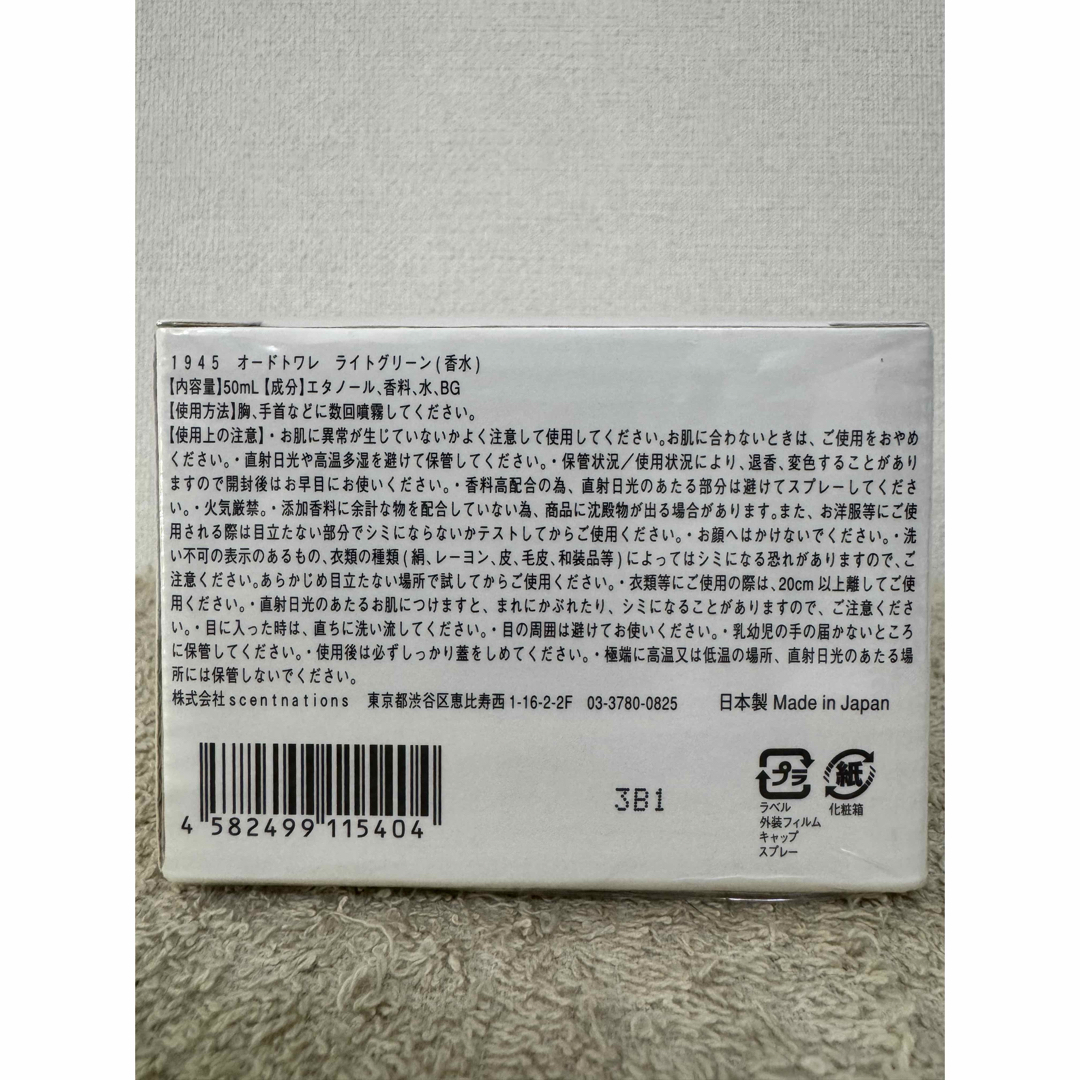 1945 オードトワレ ライトグリーン(香水)
【内容量】50mL【成分】エタノール、香料、水、BG
【使用方法】胸、手首などに数回噴霧してください。
【使用上の注意】・お肌に異常が生じていないかよく注意して使用してください。お肌に合わないときは、ご使用をおやめ
ください。・直射日光や高温多湿を避けて保管してください。・保管状況/使用状況により、退香、変色することがあり
ますので開封後はお早目にお使いください。・香料高配合の為、直射日光のあたる部分は避けてスプレーしてくださ
い。・火気厳禁。・添加香料に余計な物を配合していない為、商品に沈殿物が出る場合があります。また、お洋服等にご使
用される際は目立たない部分でシミにならないかテストしてからご使用ください。・お顔へはかけないでください。・洗
い不可の表示のあるもの、衣類の種類(絹、レーヨン、皮、毛皮、和装品等)によってはシミになる恐れがありますので、ご
注意ください。あらかじめ目立たない場所で試してからご使用ください。・衣類等にご使用の際は、20cm以上離してご使
用ください。・直射日光のあたるお肌につけますと、まれにかぶれたり、シミになることがありますので、ご注意くださ
い。・目に入った時は、直ちに洗い流してください。・目の周囲は避けてお使いください。・乳幼児の手の届かないところ
に保管してください。・使用後は必ずしっかり蓋をしめてください。・極端に高温又は低温の場所、直射日光のあたる場
所には保管しないでください。
株式会社scentnations 東京都渋谷区恵比寿西1-16-2-2F 03-3780-0825 日本製 Made in Japan
4 582499 115404
3B1
プラ
ラベル
外装フィルム
キャップ
スプレー
紙
化粧箱